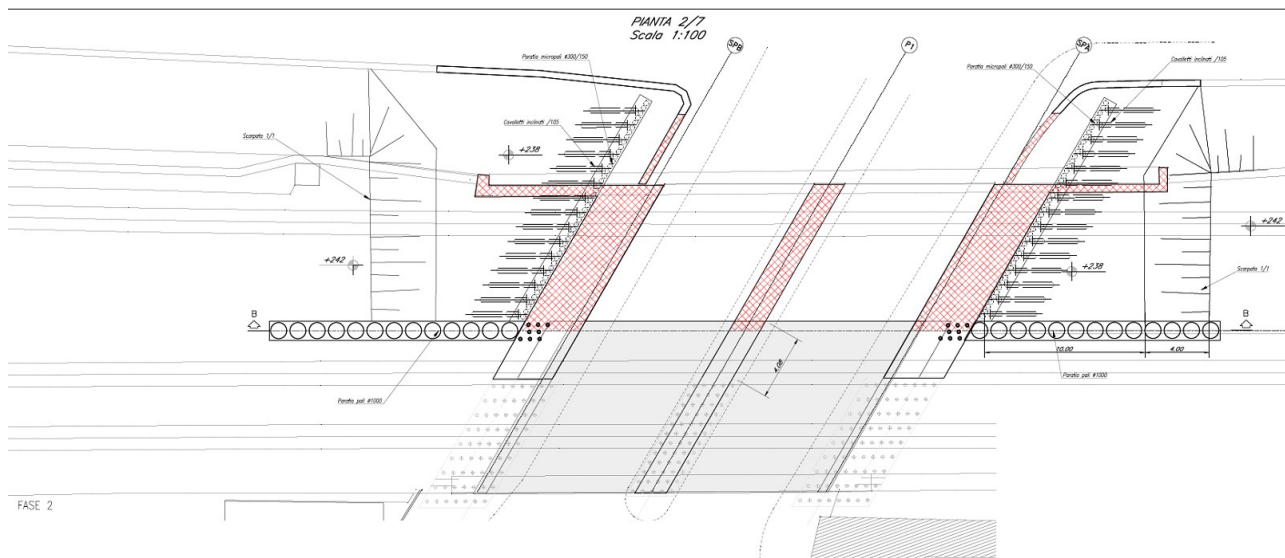 PIANTA 2/7
Scala 1:100
SPB
P1
SPA
Paratia micropali ø300/150
Paratia micropali ø300/150
Cavalletti inclinati /105
Cavalletti inclinati /105
Scarpata 1/1
+238
+242
+242
+238
Scarpata 1/1
B
B
4.08
10.00
4.00
Paratia pali ø1000
Paratia pali ø1000
FASE 2